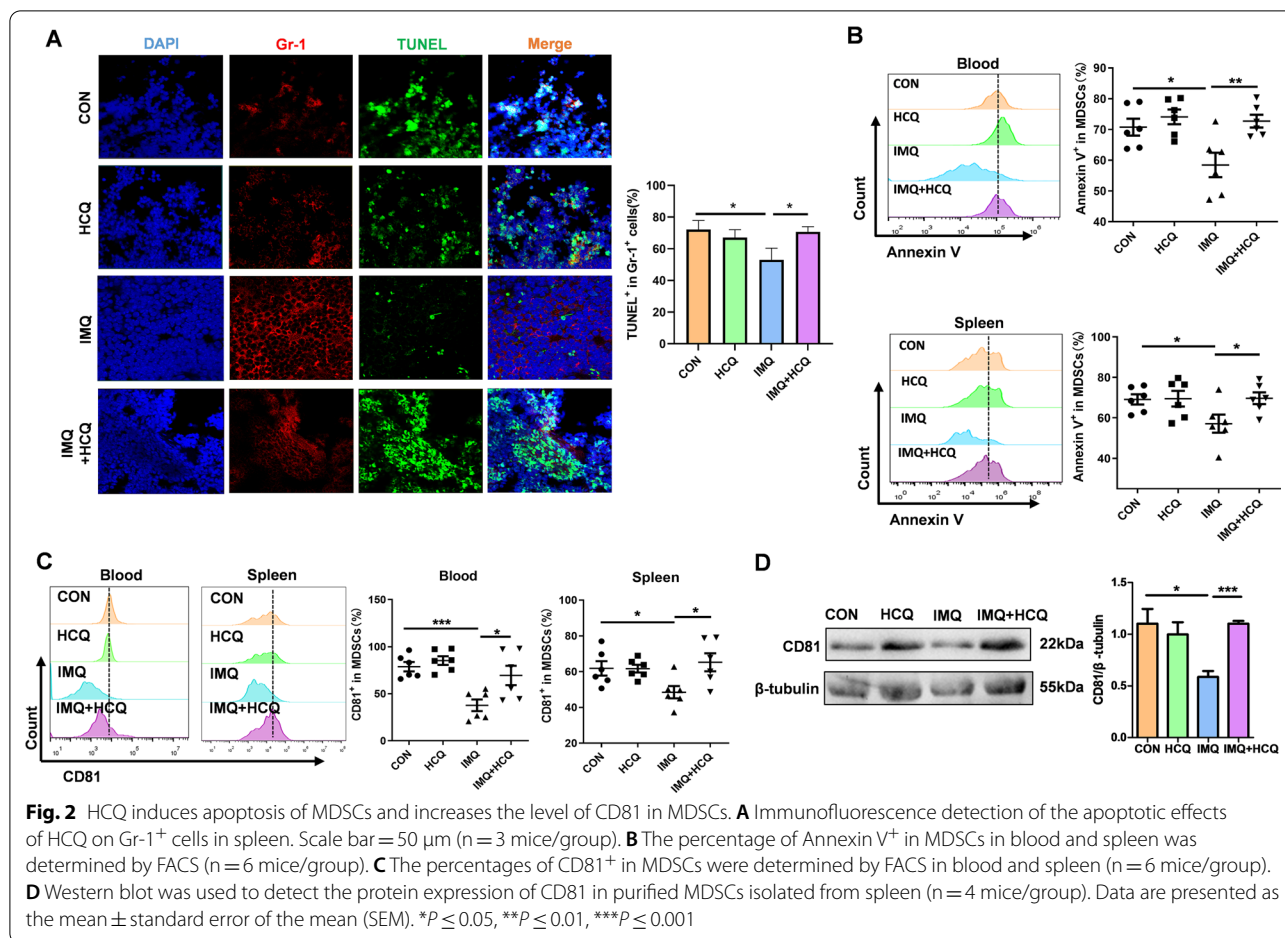 A
DAPI Gr-1 TUNEL Merge
CON
HCQ
IMQ
IMQ
+HCQ
TUNEL⁺ in Gr-1⁺ cells(%)
100
80
60
40
20
0
* *
CON HCQ IMQ IMQ+HCQ
B
Blood
CON
HCQ
IMQ
IMQ+HCQ
Count
Annexin V
Annexin V⁺ in MDSCs (%)
100
90
80
70
60
50
40
* **
CON HCQ IMQ IMQ+HCQ
Spleen
CON
HCQ
IMQ
IMQ+HCQ
Count
Annexin V
Annexin V⁺ in MDSCs (%)
100
80
60
* *
CON HCQ IMQ IMQ+HCQ
C
Blood Spleen
CON
HCQ
IMQ
IMQ+HCQ
Count
CD81
Blood
CD81⁺ in MDSCs (%)
150
100
50
0
*** *
CON HCQ IMQ IMQ+HCQ
Spleen
CD81⁺ in MDSCs (%)
100
80
60
40
20
* *
CON HCQ IMQ IMQ+HCQ
D
CON HCQ IMQ IMQ+HCQ
CD81 22kDa
β-tubulin 55kDa
CD81/β -tubulin
1.5
1.0
0.5
0.0
* ***
CON HCQ IMQ IMQ+HCQ
Fig. 2 HCQ induces apoptosis of MDSCs and increases the level of CD81 in MDSCs. A Immunofluorescence detection of the apoptotic effects
of HCQ on Gr-1⁺ cells in spleen. Scale bar = 50 μm (n = 3 mice/group). B The percentage of Annexin V⁺ in MDSCs in blood and spleen was
determined by FACS (n = 6 mice/group). C The percentages of CD81⁺ in MDSCs were determined by FACS in blood and spleen (n = 6 mice/group).
D Western blot was used to detect the protein expression of CD81 in purified MDSCs isolated from spleen (n = 4 mice/group). Data are presented as
the mean ± standard error of the mean (SEM). *P ≤ 0.05, **P ≤ 0.01, ***P ≤ 0.001